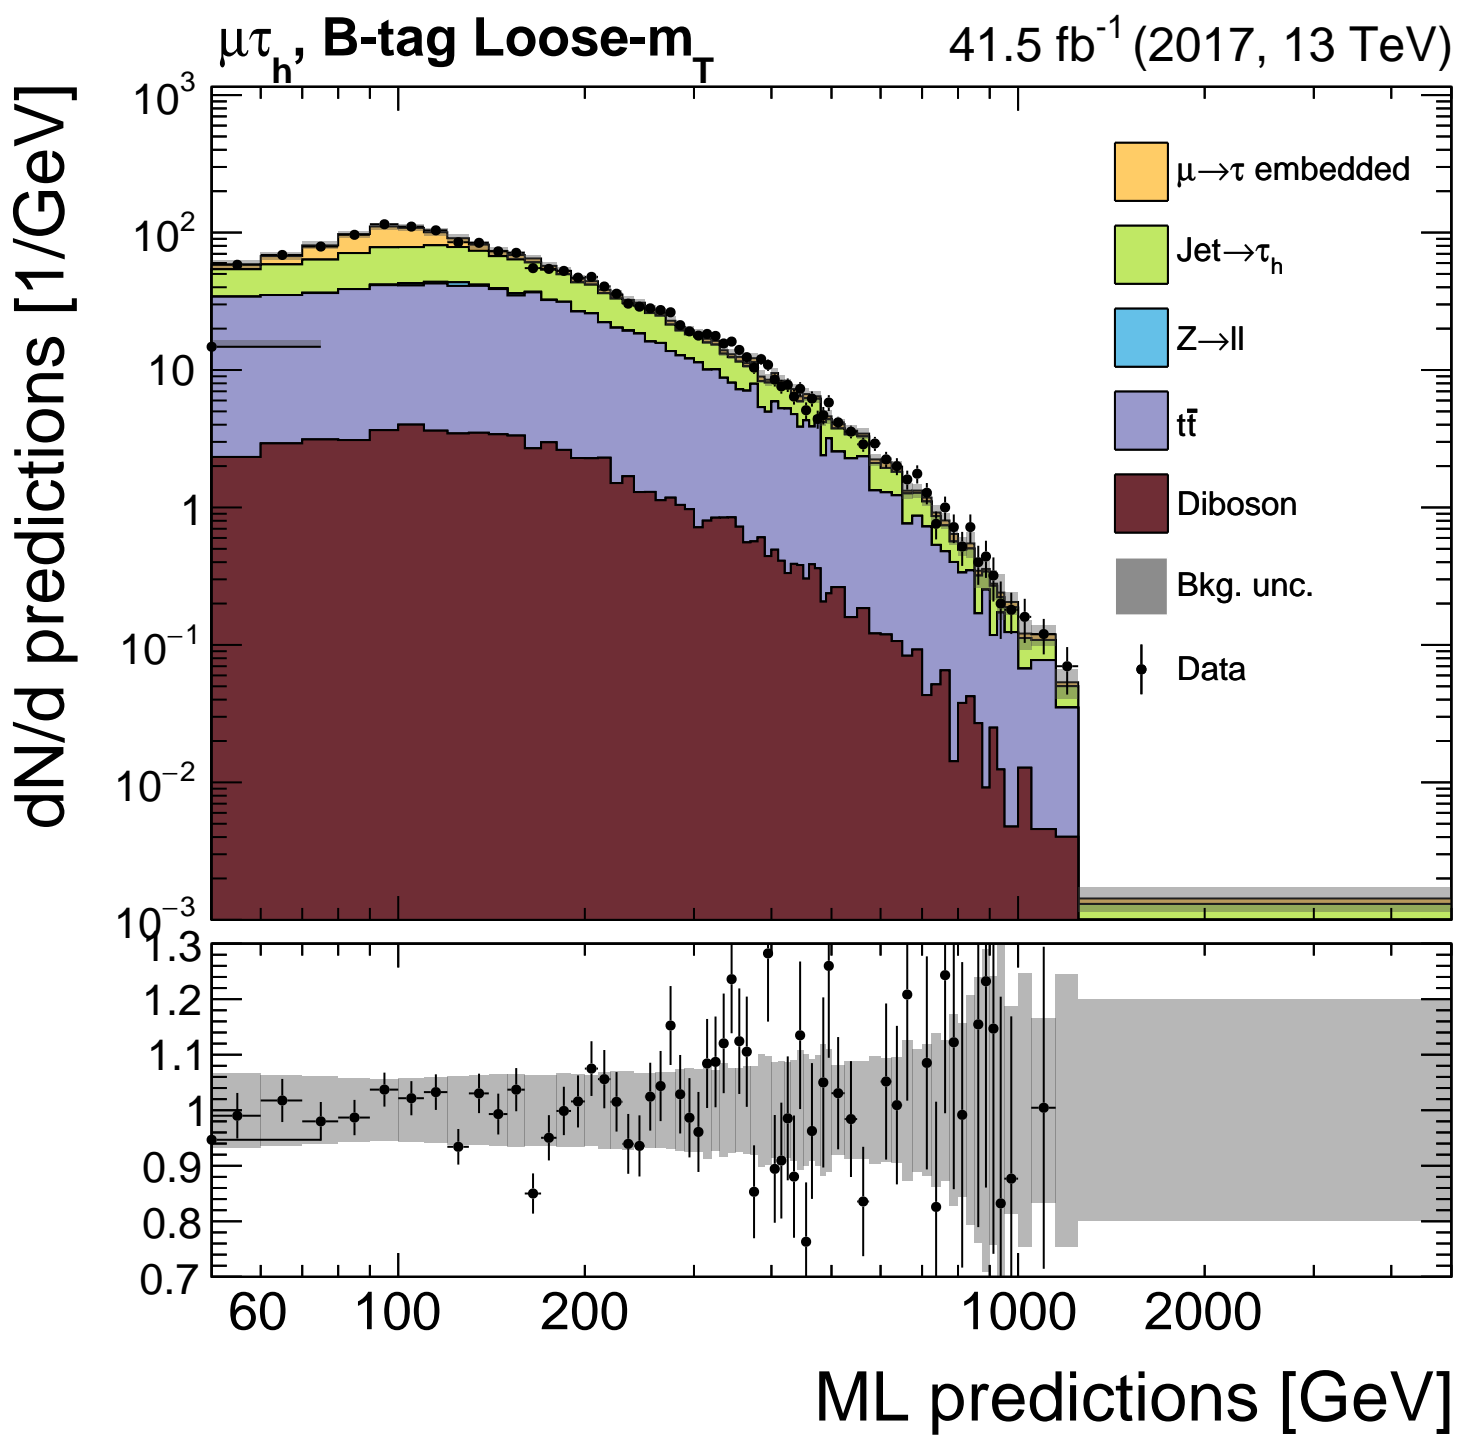 μτh, B-tag Loose-mT 41.5 fb-1 (2017, 13 TeV)
dN/d predictions [1/GeV]
10^3
10^2
10
1
10^−1
10^−2
10^−3
μ→τ embedded
Jet→τh
Z→ll
tt̄
Diboson
Bkg. unc.
Data
1.3
1.2
1.1
1
0.9
0.8
0.7
60 100 200 1000 2000
ML predictions [GeV]